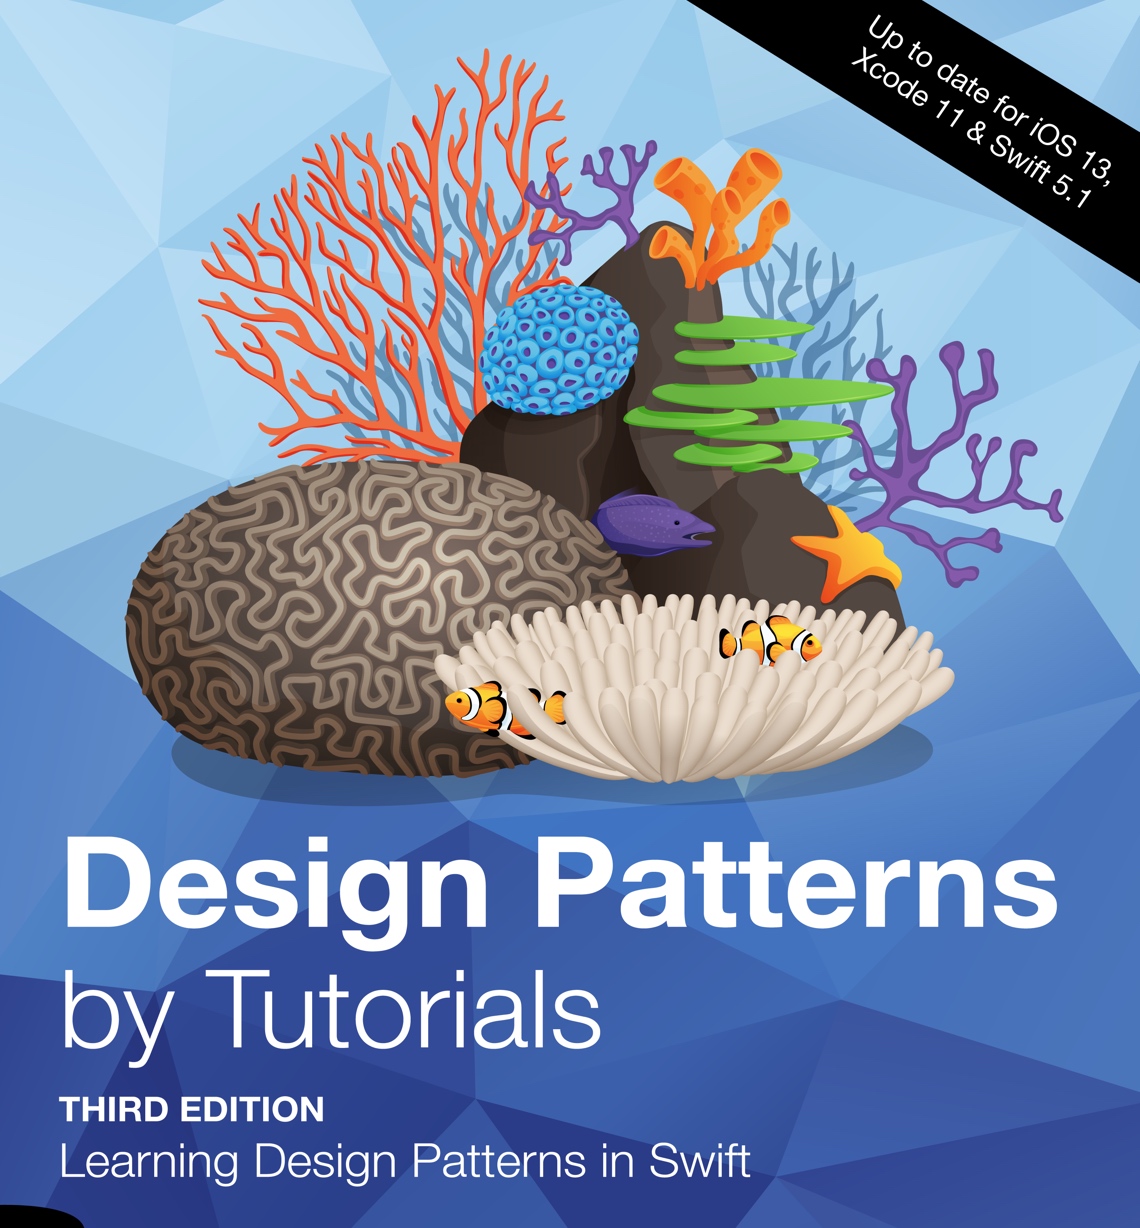 Up to date for iOS 13,
Xcode 11 & Swift 5.1
Design Patterns
by Tutorials
THIRD EDITION
Learning Design Patterns in Swift